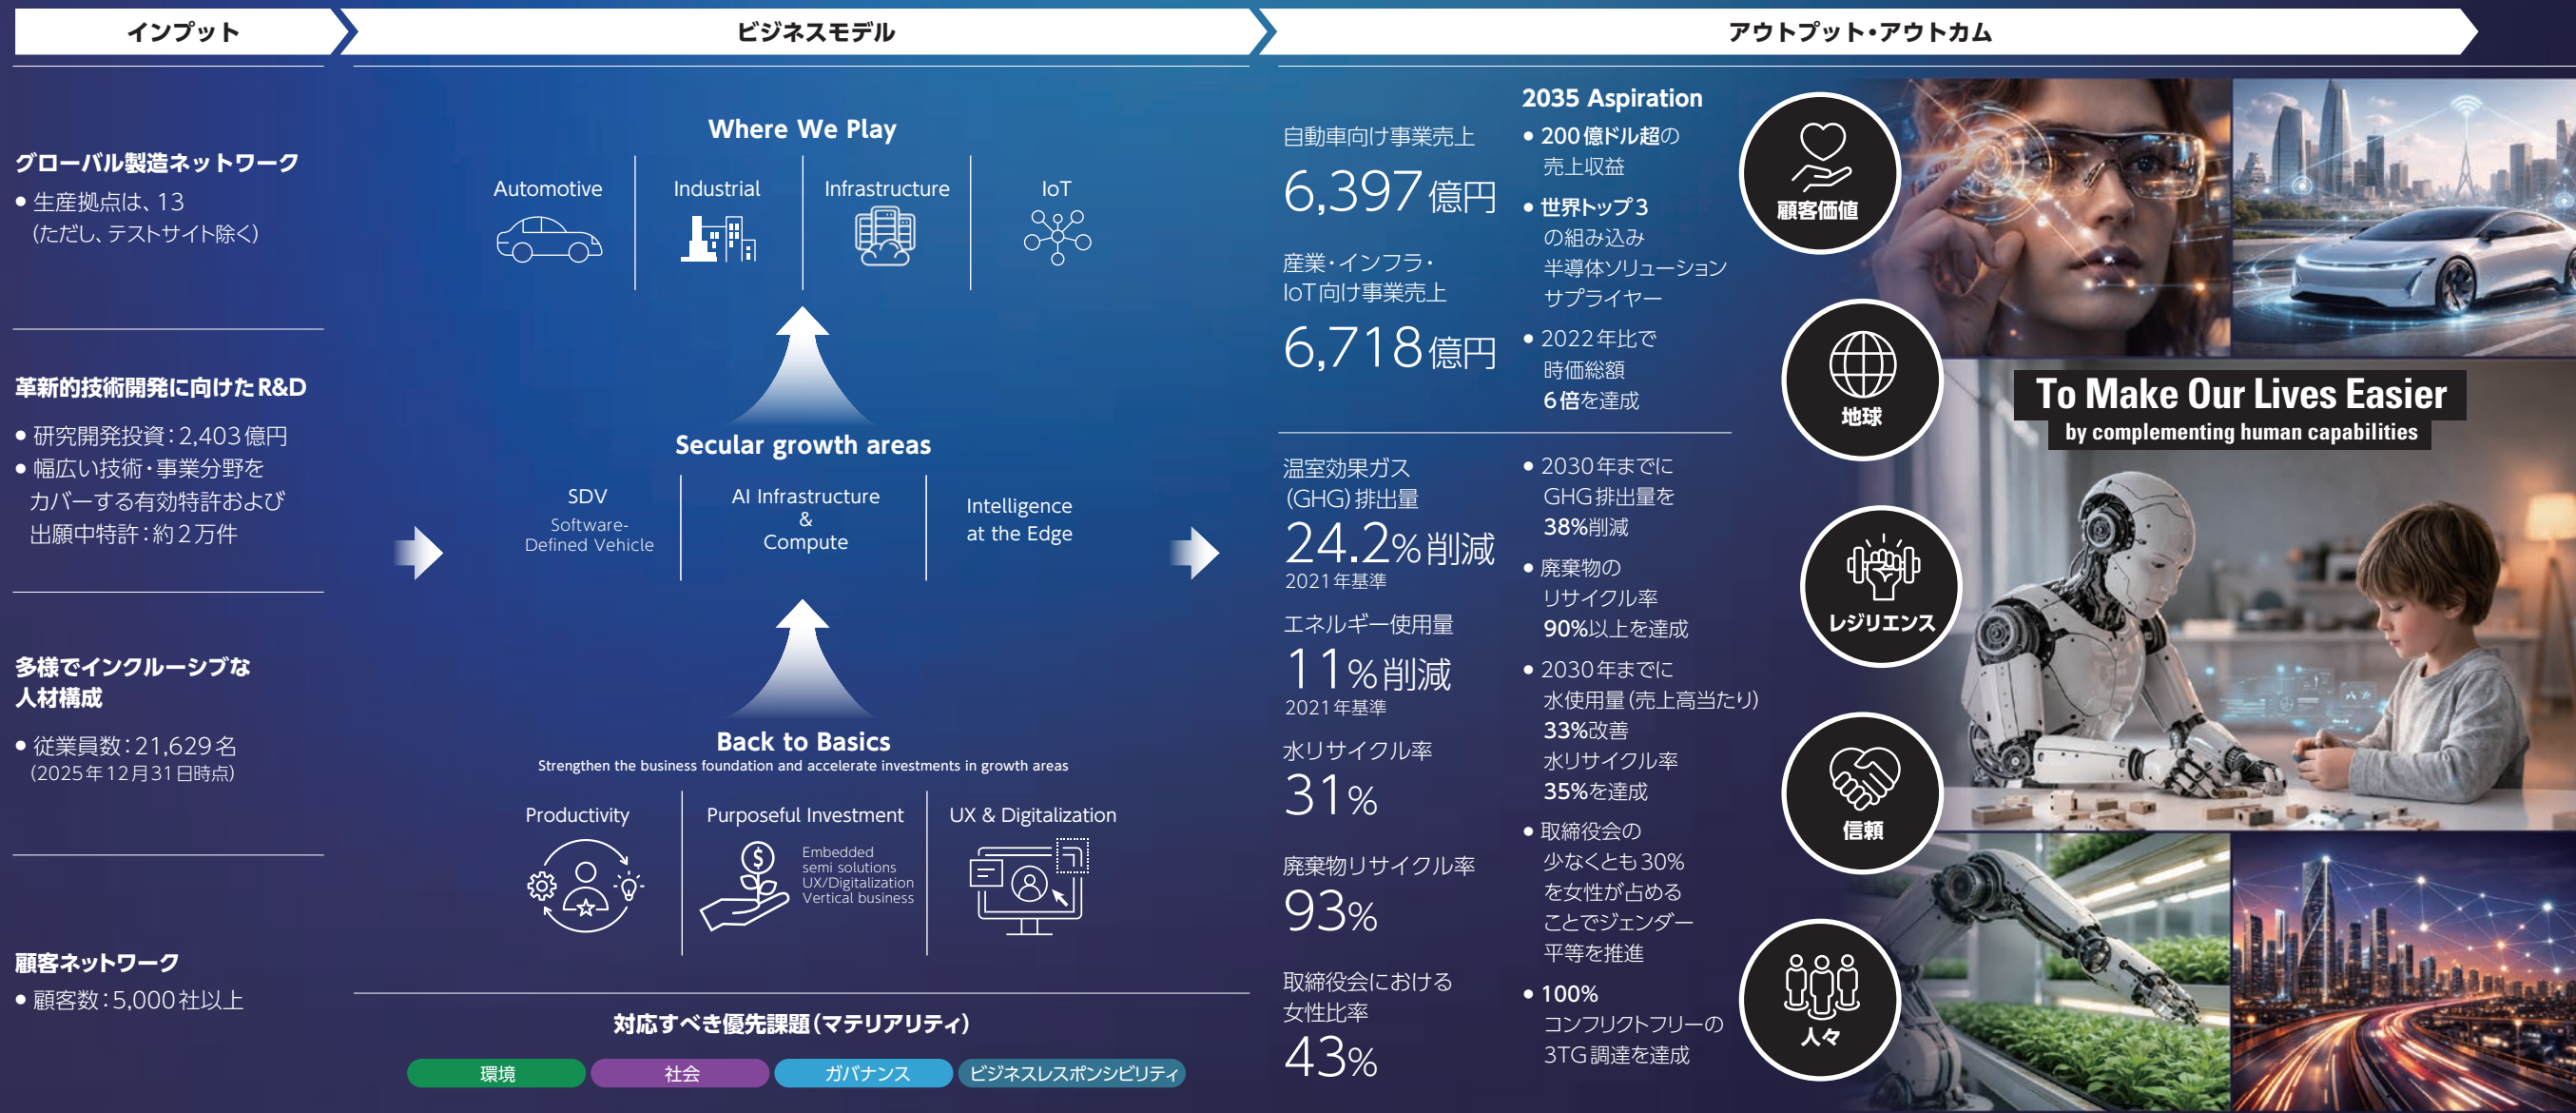 インプット
ビジネスモデル
アウトプット・アウトカム
グローバル製造ネットワーク
• 生産拠点は、13
(ただし、テストサイト除く)
革新的技術開発に向けたR&D
• 研究開発投資：2,403億円
• 幅広い技術・事業分野を
カバーする有効特許および
出願中特許：約2万件
多様でインクルーシブな
人材構成
• 従業員数：21,629名
(2025年12月31日時点)
顧客ネットワーク
• 顧客数：5,000社以上
Where We Play
Automotive
Industrial
Infrastructure
IoT
Secular growth areas
SDV
Software-
Defined Vehicle
AI Infrastructure
&
Compute
Intelligence
at the Edge
Back to Basics
Strengthen the business foundation and accelerate investments in growth areas
Productivity
Purposeful Investment
$
Embedded
semi solutions
UX/Digitalization
Vertical business
UX & Digitalization
対応すべき優先課題(マテリアリティ)
環境
社会
ガバナンス
ビジネスレスポンシビリティ
自動車向け事業売上
6,397億円
産業・インフラ・
IoT向け事業売上
6,718億円
2035 Aspiration
• 200億ドル超の
売上収益
• 世界トップ3
の組み込み
半導体ソリューション
サプライヤー
• 2022年比で
時価総額
6倍を達成
温室効果ガス
(GHG)排出量
24.2%削減
2021年基準
エネルギー使用量
11%削減
2021年基準
水リサイクル率
31%
廃棄物リサイクル率
93%
取締役会における
女性比率
43%
• 2030年までに
GHG排出量を
38%削減
• 廃棄物の
リサイクル率
90%以上を達成
• 2030年までに
水使用量(売上高当たり)
33%改善
水リサイクル率
35%を達成
• 取締役会の
少なくとも30%
を女性が占める
ことでジェンダー
平等を推進
• 100%
コンフリクトフリーの
3TG調達を達成
顧客価値
地球
レジリエンス
信頼
人々
To Make Our Lives Easier
by complementing human capabilities